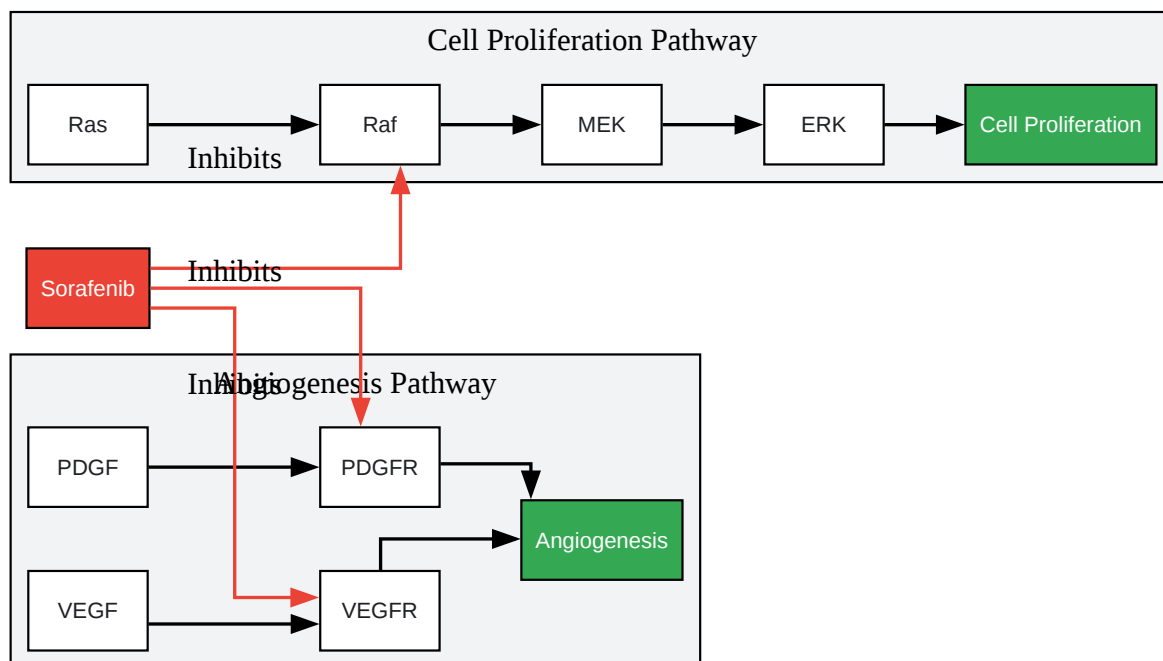 Cell Proliferation Pathway
Ras
Raf
MEK
ERK
Cell Proliferation
Inhibits
Sorafenib
Inhibits
Inhibits
Angiogenesis Pathway
PDGF
PDGFR
Angiogenesis
VEGF
VEGFR